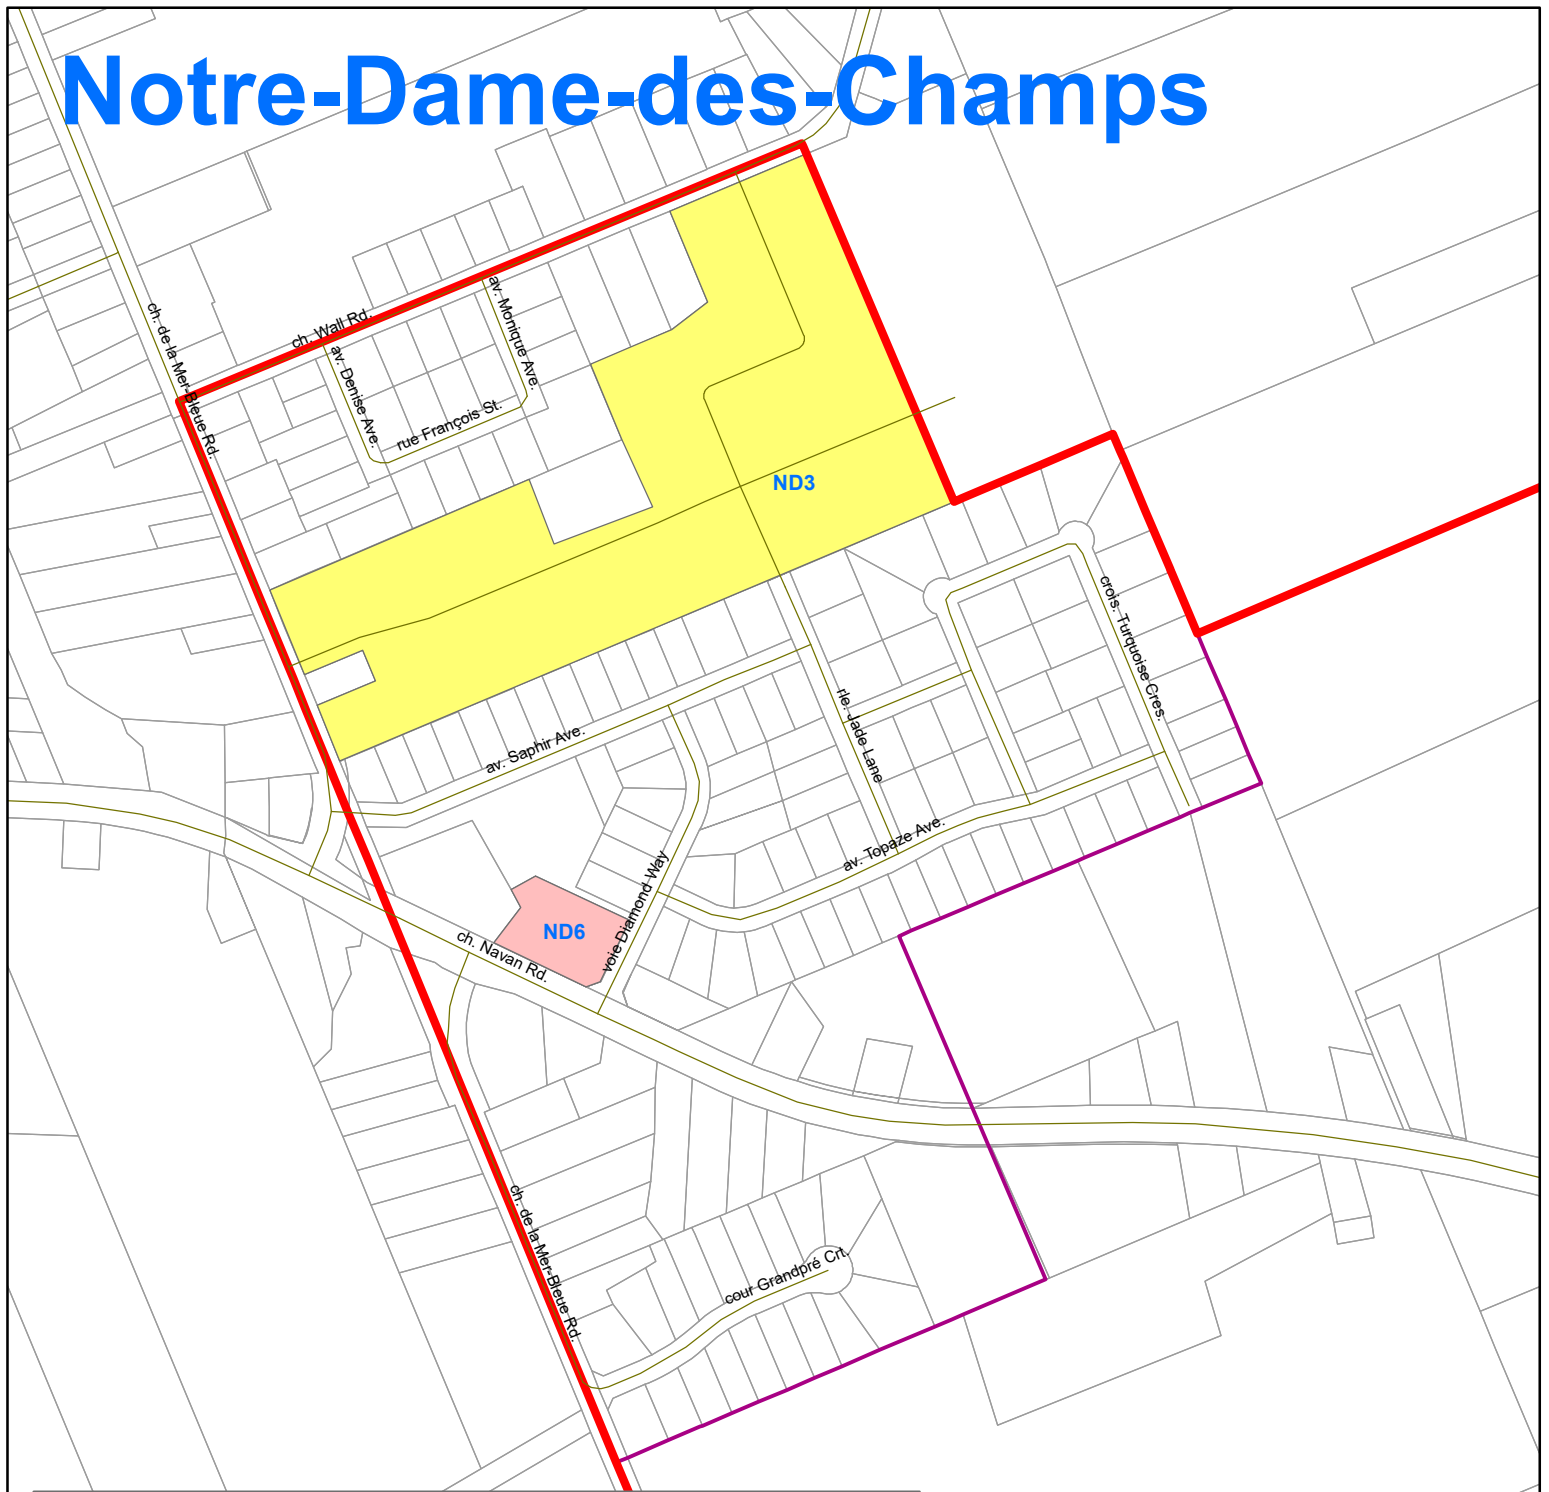 Notre-Dame-des-Champs
ch. de la Mer-Bleue Rd.
ch. Wall Rd.
av. Monique Ave.
av. Denise Ave.
rue François St.
ND3
crois. Turquoise Cres.
rle. Jade Lane
av. Saphir Ave.
av. Topaze Ave.
voie Diamond Way
ND6
ch. Navan Rd.
ch. de la Mer-Bleue Rd.
cour Grandpré Crt.